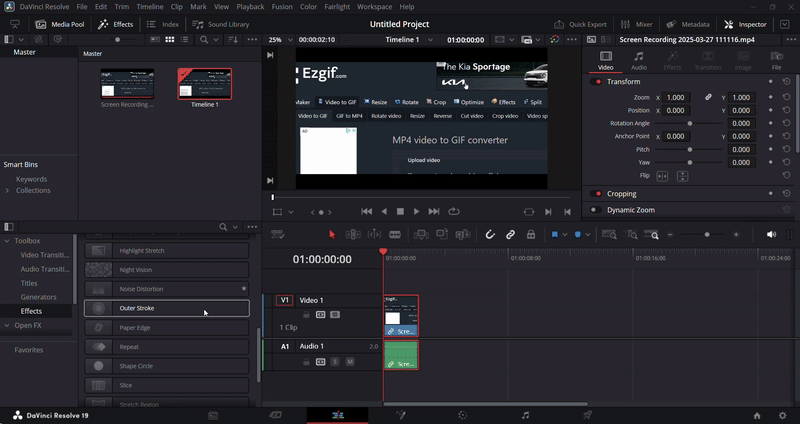 DaVinci Resolve File Edit Trim Timeline Clip Mark View Playback Fusion Color Fairlight Workspace Help
Media Pool Effects Index Sound Library Untitled Project Quick Export Mixer Metadata Inspector
25% 00:00:02:10 Timeline 1 01:00:00:00 Screen Recording 2025-03-27 111116.mp4
Master
Master
Screen Recording ...
Timeline 1
Smart Bins
Keywords
Collections
Ezgif.com
The Kia Sportage
Maker Video to GIF Resize Rotate Crop Optimize Effects Split
Video to GIF GIF to MP4 Rotate video Resize Reverse Cut video Crop video Video sp
AD
MP4 video to GIF converter
Upload video
Video Audio Effects Transition Image File
Transform
Zoom X 1.000 Y 1.000
Position X 0.000 Y 0.000
Rotation Angle 0.000
Anchor Point X 0.000 Y 0.000
Pitch 0.000
Yaw 0.000
Flip
Cropping
Dynamic Zoom
Toolbox
Video Transiti...
Audio Transiti...
Titles
Generators
Effects
Open FX
Favorites
Highlight Stretch
Night Vision
Noise Distortion
Outer Stroke
Paper Edge
Repeat
Shape Circle
Slice
Stretch Region
01:00:00:00
01:00:00:00 01:00:08:00 01:00:16:00 01:00:24:00
V1 Video 1
1 Clip
Scre...
A1 Audio 1 2.0
S M
Scre...
DaVinci Resolve 19